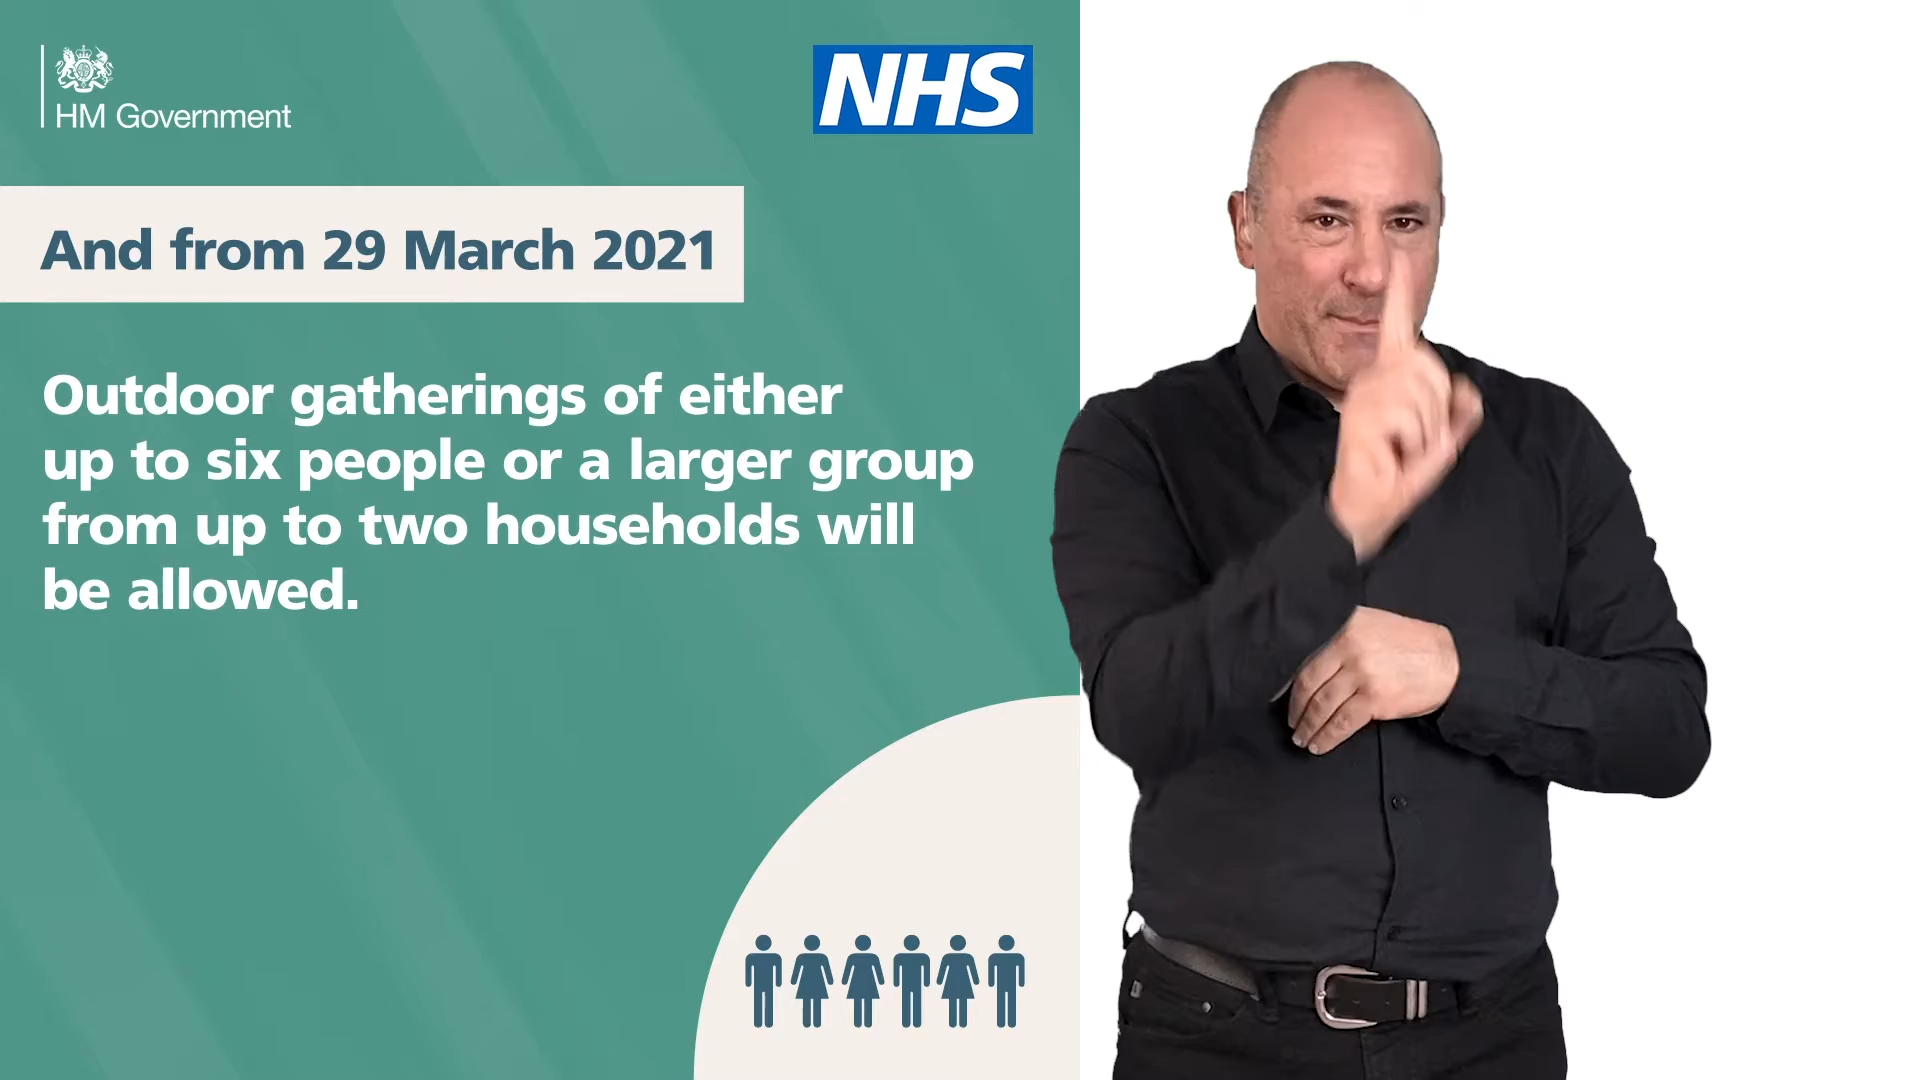 HM Government
NHS
And from 29 March 2021
Outdoor gatherings of either
up to six people or a larger group
from up to two households will
be allowed.